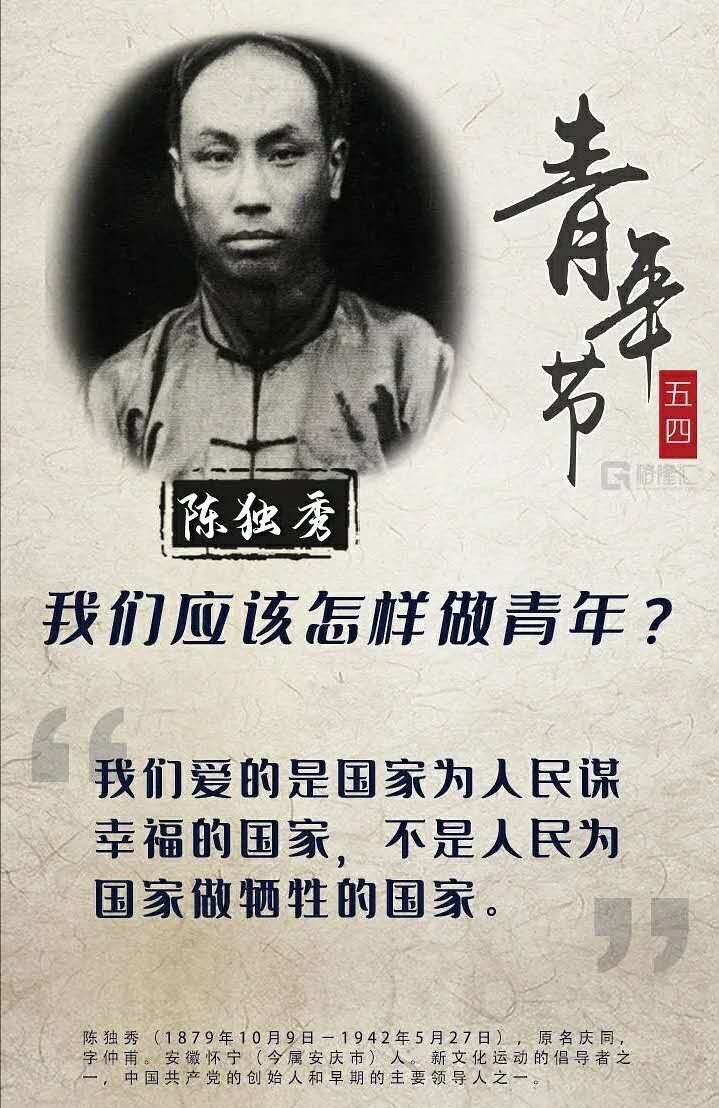 青年节
五四
格隆汇
陈独秀
我们应该怎样做青年？
“我们爱的是国家为人民谋
幸福的国家，不是人民为
国家做牺牲的国家。”
陈独秀（1879年10月9日－1942年5月27日），原名庆同，
字仲甫。安徽怀宁（今属安庆市）人。新文化运动的倡导者之
一，中国共产党的创始人和早期的主要领导人之一。